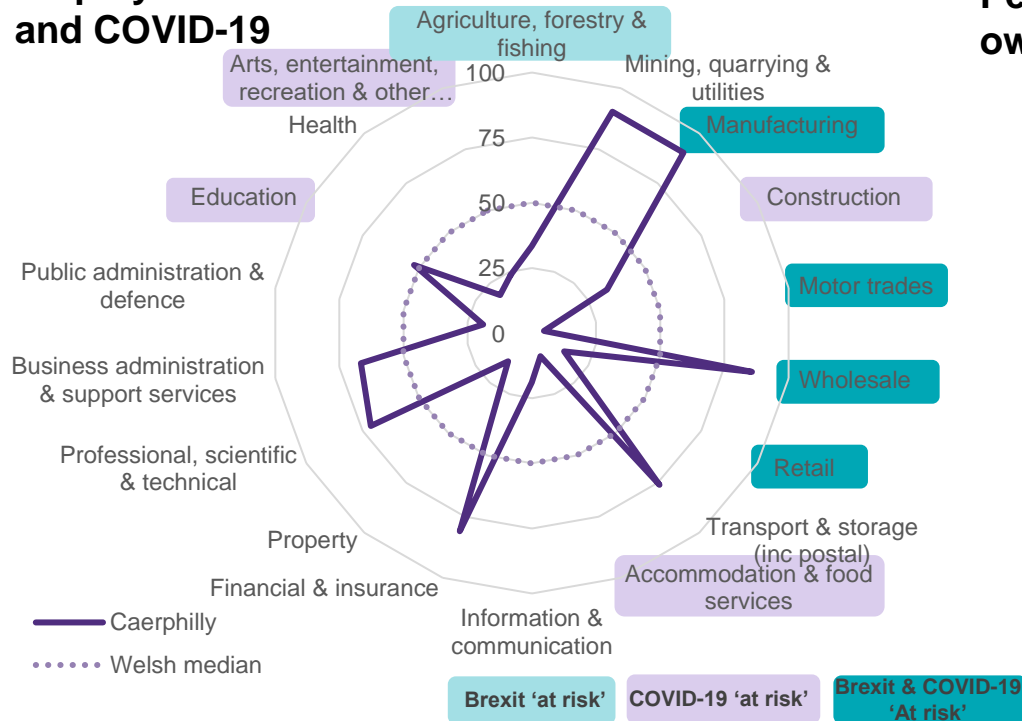 and COVID-19
Agriculture, forestry &
fishing
Arts, entertainment,
recreation & other…
Mining, quarrying &
utilities
100
Health
Manufacturing
75
Education
50
Construction
25
Public administration &
defence
Motor trades
0
Business administration
& support services
Wholesale
Professional, scientific
& technical
Retail
Property
Transport & storage
(inc postal)
Financial & insurance
Accommodation & food
services
Information &
communication
Caerphilly
Welsh median
Brexit 'at risk'
COVID-19 'at risk'
Brexit & COVID-19
'At risk'